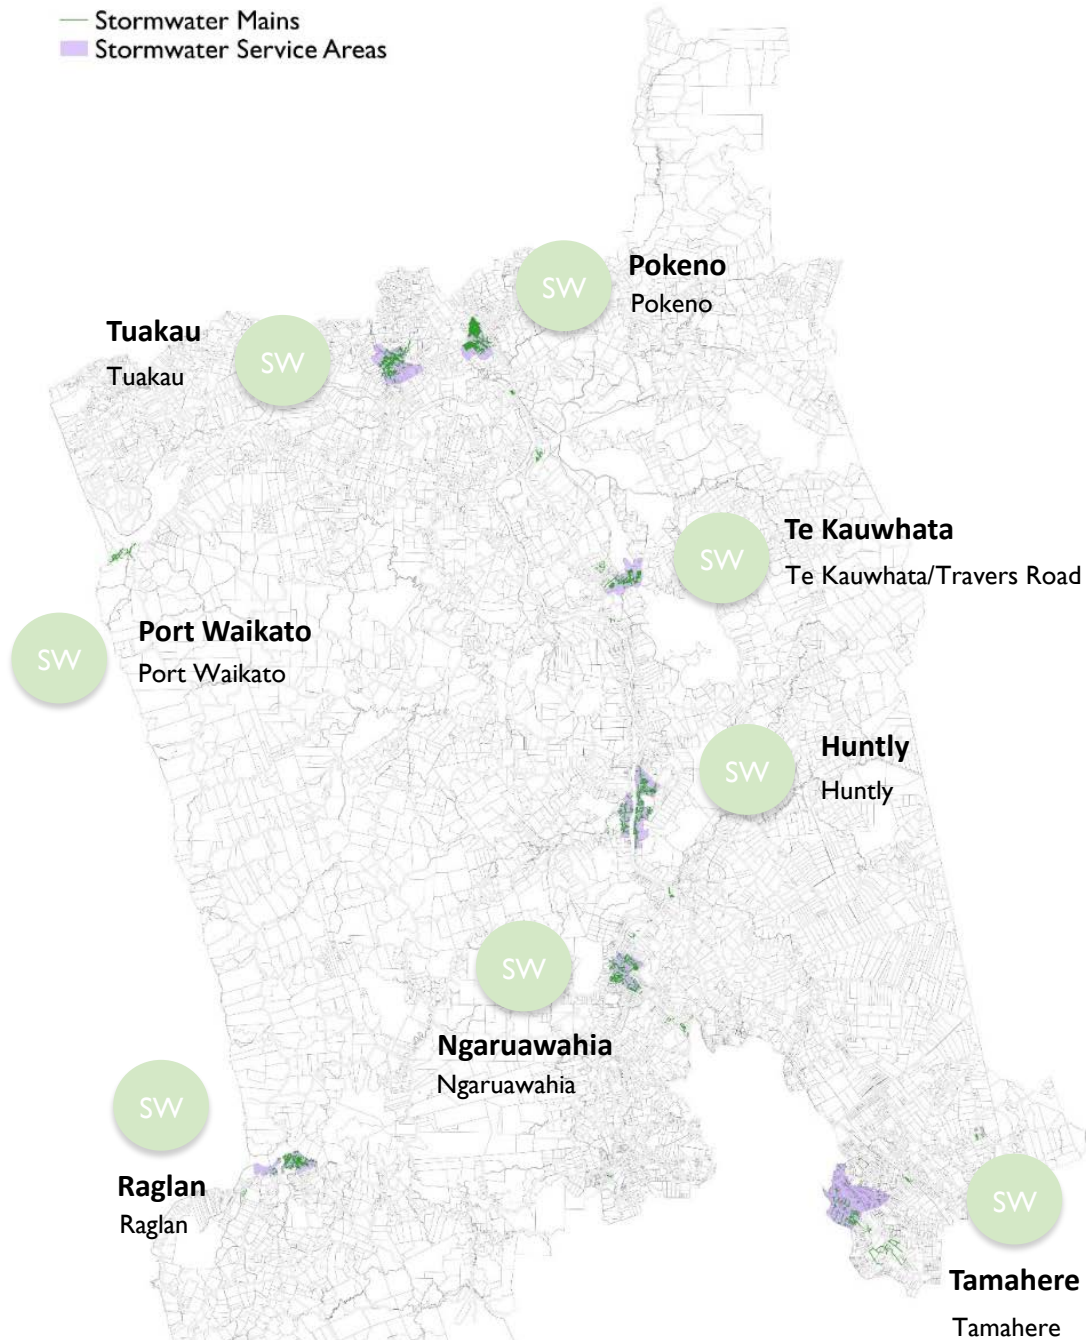 Stormwater Mains
Stormwater Service Areas
SW
Pokeno
Pokeno
Tuakau
Tuakau
SW
SW
Te Kauwhata
Te Kauwhata/Travers Road
SW
Port Waikato
Port Waikato
SW
Huntly
Huntly
SW
Ngaruawahia
Ngaruawahia
SW
Raglan
Raglan
SW
Tamahere
Tamahere